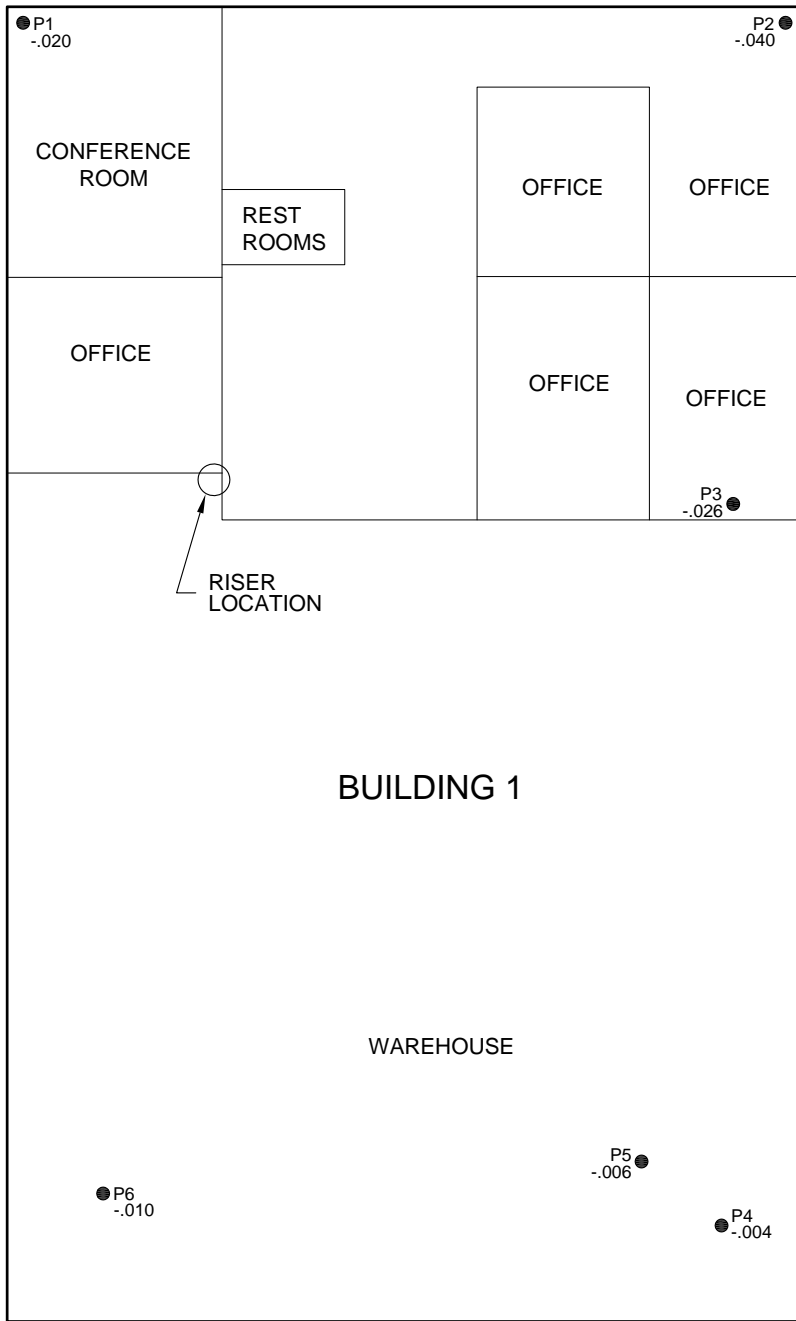 P1
-.020
P2
-.040
CONFERENCE
ROOM
OFFICE
OFFICE
REST
ROOMS
OFFICE
OFFICE
OFFICE
P3
-.026
RISER
LOCATION
BUILDING 1
WAREHOUSE
P5
-.006
P6
-.010
P4
-.004